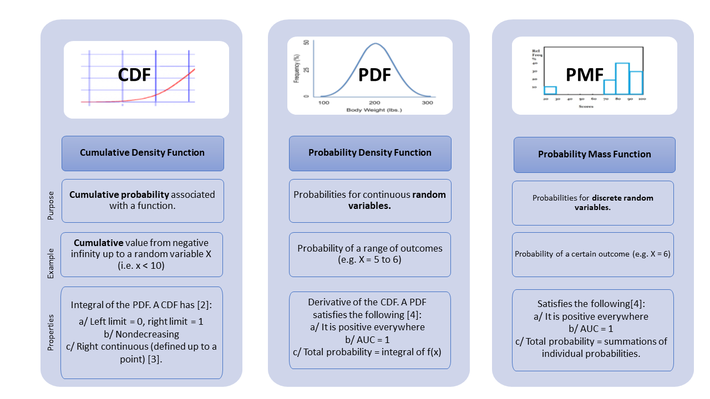 CDF
Cumulative Density Function
Purpose
Cumulative probability associated
with a function.
Example
Cumulative value from negative
infinity up to a random variable X
(i.e. x < 10)
Properties
Integral of the PDF. A CDF has [2]:
a/ Left limit = 0, right limit = 1
b/ Nondecreasing
c/ Right continuous (defined up to a
point) [3].
PDF
Frequency (%)
50
25
0
100 200 300
Body Weight (lbs.)
Probability Density Function
Probabilities for continuous random
variables.
Probability of a range of outcomes
(e.g. X = 5 to 6)
Derivative of the CDF. A PDF
satisfies the following [4]:
a/ It is positive everywhere
b/ AUC = 1
c/ Total probability = integral of f(x)
PMF
Probability Mass Function
Probabilities for discrete random
variables.
Probability of a certain outcome (e.g. X = 6)
Satisfies the following[4]:
a/ It is positive everywhere
b/ AUC = 1
c/ Total probability = summations of
individual probabilities.